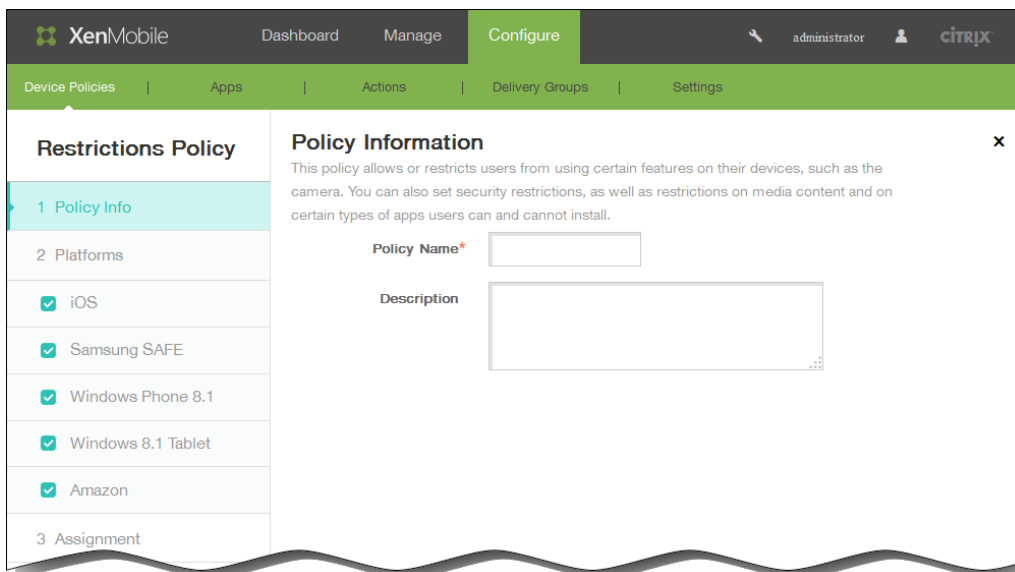 XenMobile Dashboard Manage Configure administrator CITRIX
Device Policies | Apps | Actions | Delivery Groups | Settings
Restrictions Policy
1 Policy Info
2 Platforms
iOS
Samsung SAFE
Windows Phone 8.1
Windows 8.1 Tablet
Amazon
3 Assignment
Policy Information
This policy allows or restricts users from using certain features on their devices, such as the
camera. You can also set security restrictions, as well as restrictions on media content and on
certain types of apps users can and cannot install.
Policy Name*
Description